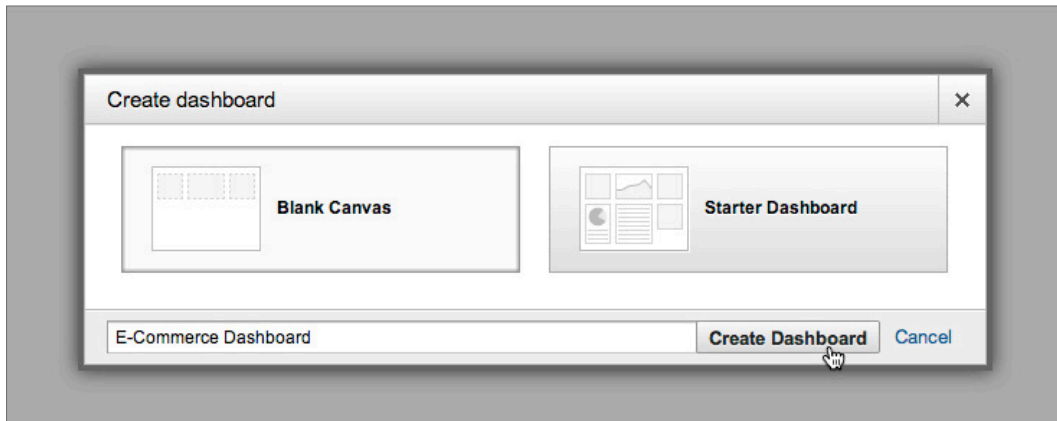 Create dashboard
Blank Canvas
Starter Dashboard
E-Commerce Dashboard
Create Dashboard
Cancel